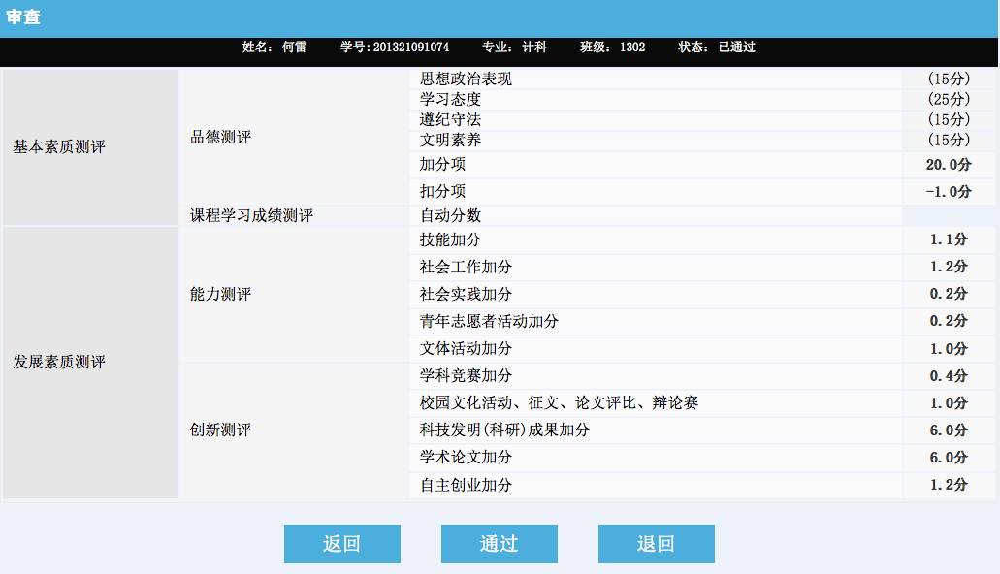 审查
姓名: 何雷 学号:201321091074 专业: 计科 班级: 1302 状态: 已通过
基本素质测评
品德测评
思想政治表现 (15分)
学习态度 (25分)
遵纪守法 (15分)
文明素养 (15分)
加分项 20.0分
扣分项 -1.0分
课程学习成绩测评 自动分数
发展素质测评
能力测评
技能加分 1.1分
社会工作加分 1.2分
社会实践加分 0.2分
青年志愿者活动加分 0.2分
文体活动加分 1.0分
创新测评
学科竞赛加分 0.4分
校园文化活动、征文、论文评比、辩论赛 1.0分
科技发明(科研)成果加分 6.0分
学术论文加分 6.0分
自主创业加分 1.2分
返回 通过 退回